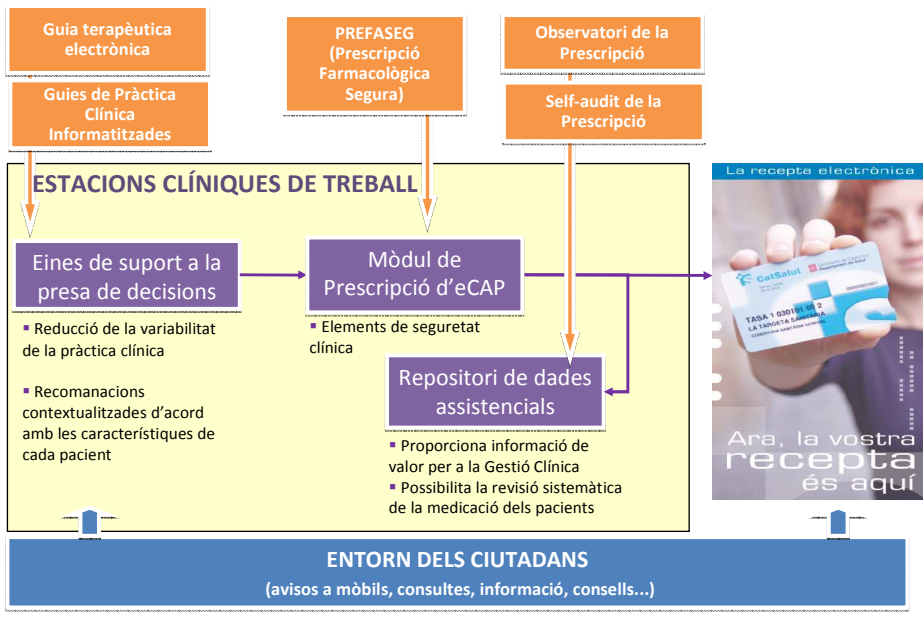 Guia terapèutica
electrònica
Guies de Pràctica
Clínica
Informatitzades
PREFASEG
(Prescripció
Farmacològica
Segura)
Observatori de la
Prescripció
Self-audit de la
Prescripció
ESTACIONS CLÍNIQUES DE TREBALL
Eines de suport a la
presa de decisions
▪ Reducció de la variabilitat
de la pràctica clínica
▪ Recomanacions
contextualitzades d'acord
amb les característiques de
cada pacient
Mòdul de
Prescripció d'eCAP
▪ Elements de seguretat
clínica
Repositori de dades
assistencials
▪ Proporciona informació de
valor per a la Gestió Clínica
▪ Possibilita la revisió sistemàtica
de la medicació dels pacients
La recepta electrònica
CatSalut
TASA 1 030101 00 2
LA TARGETA SANITÀRIA
Ara, la vostra
recepta
és aquí
ENTORN DELS CIUTADANS
(avisos a mòbils, consultes, informació, consells...)